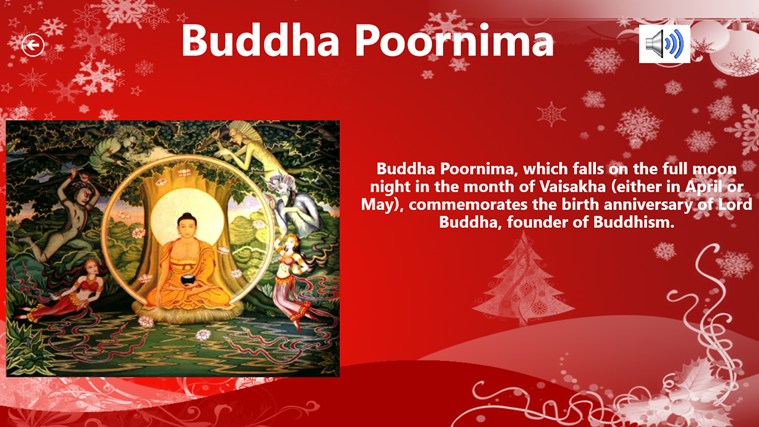 Buddha Poornima
Buddha Poornima, which falls on the full moon
night in the month of Vaisakha (either in April or
May), commemorates the birth anniversary of Lord
Buddha, founder of Buddhism.